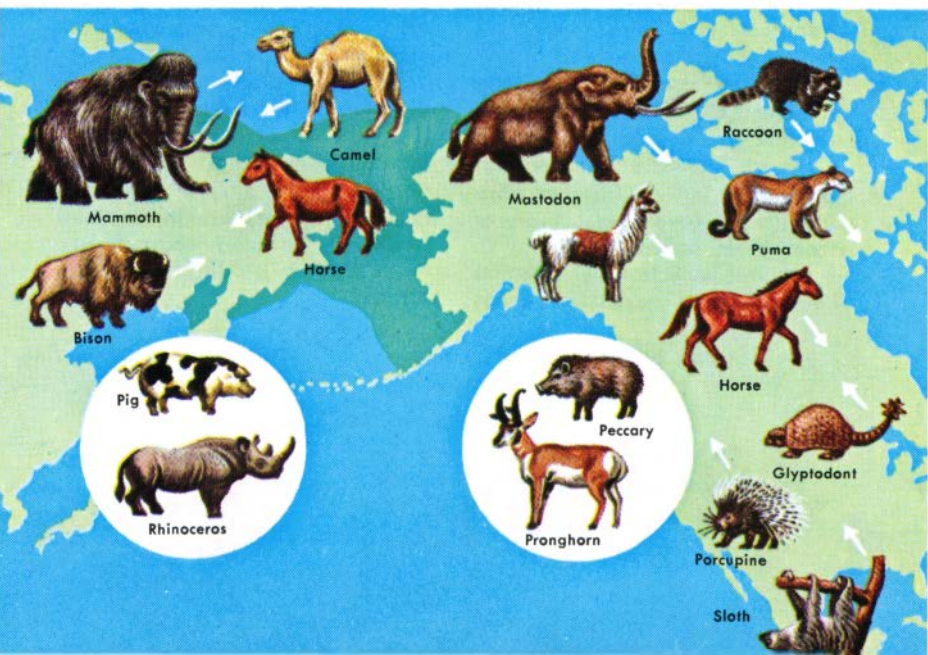 Mammoth
Camel
Horse
Bison
Pig
Rhinoceros
Mastodon
Raccoon
Puma
Horse
Peccary
Pronghorn
Glyptodont
Porcupine
Sloth